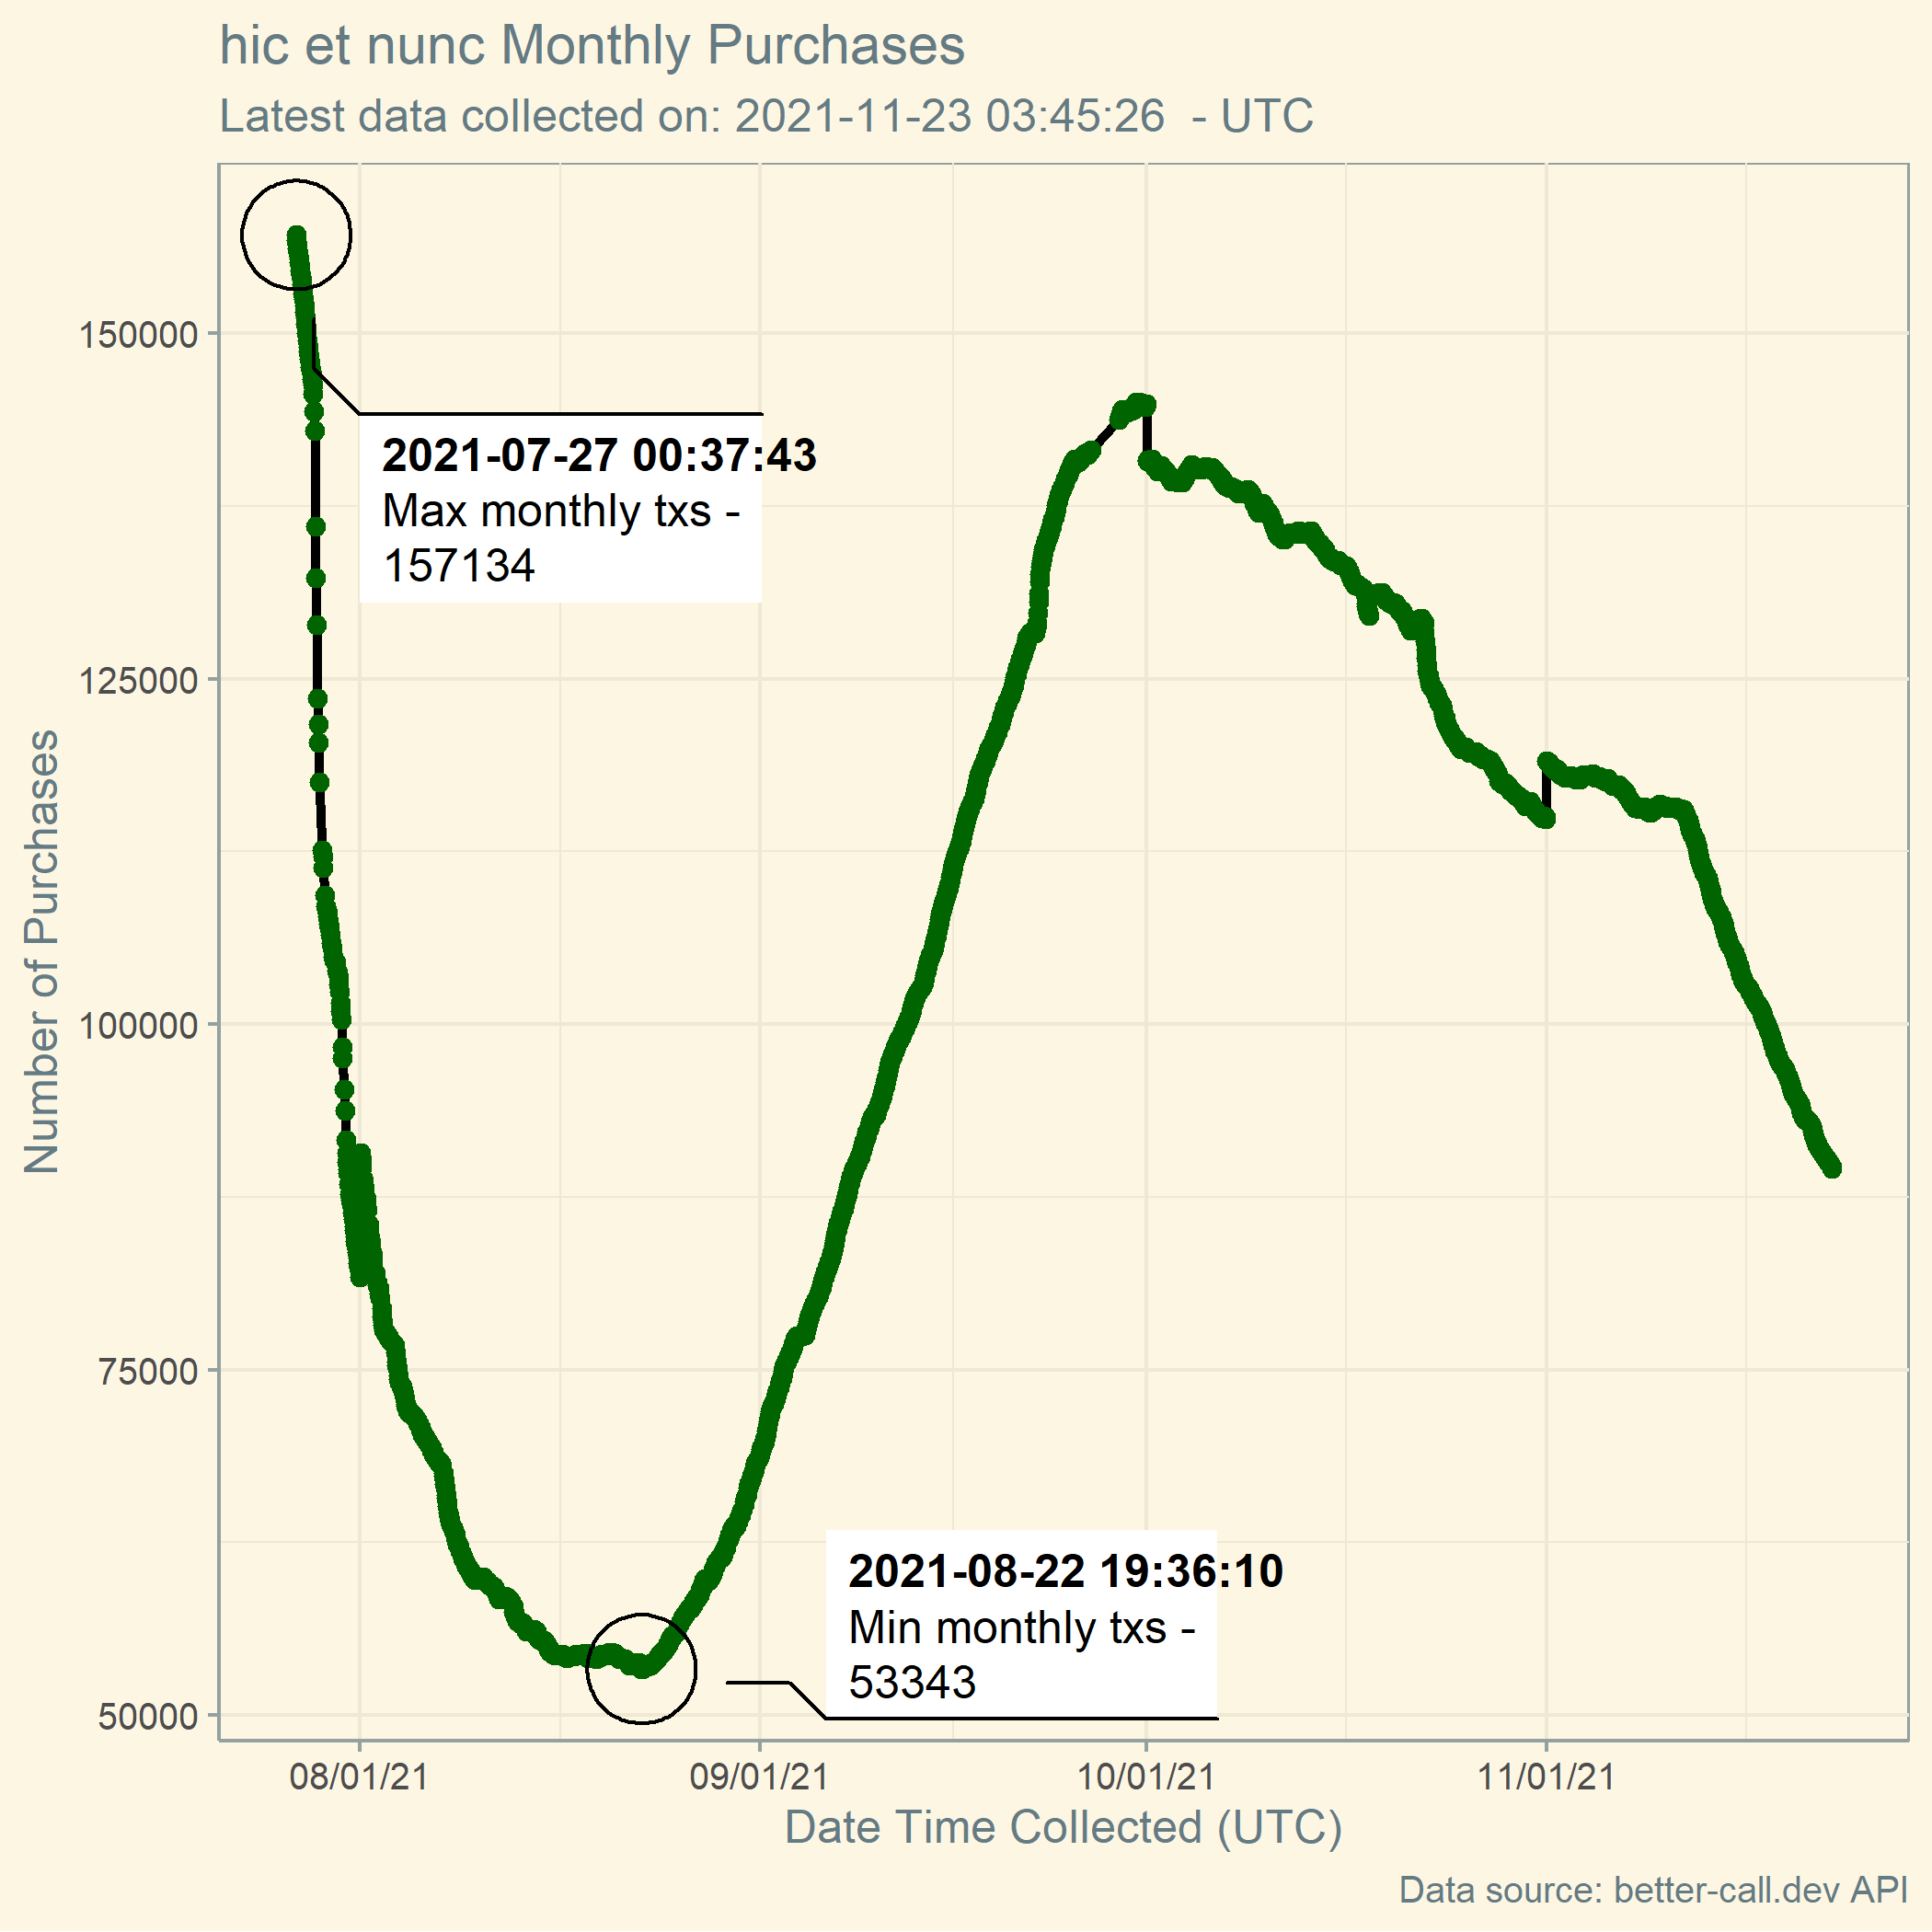 hic et nunc Monthly Purchases
Latest data collected on: 2021-11-23 03:45:26  - UTC
Number of Purchases
150000
125000
100000
75000
50000
2021-07-27 00:37:43
Max monthly txs -
157134
2021-08-22 19:36:10
Min monthly txs -
53343
08/01/21
09/01/21
10/01/21
11/01/21
Date Time Collected (UTC)
Data source: better-call.dev API